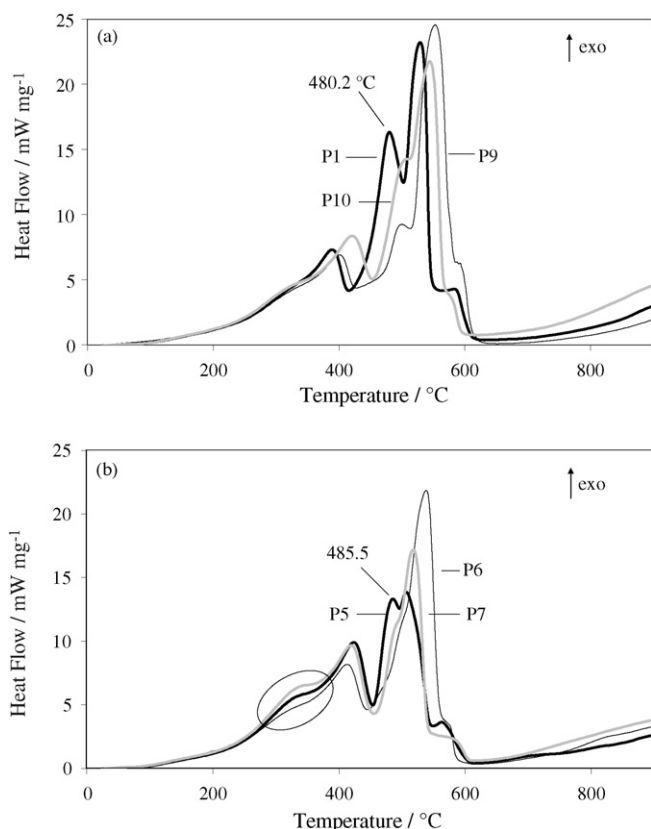 (a)
exo
480.2 °C
P1
P9
P10
Heat Flow / mW mg-1
25
20
15
10
5
0
0 200 400 600 800
Temperature / °C
(b)
exo
485.5
P6
P5
P7
Heat Flow / mW mg-1
25
20
15
10
5
0
0 200 400 600 800
Temperature / °C